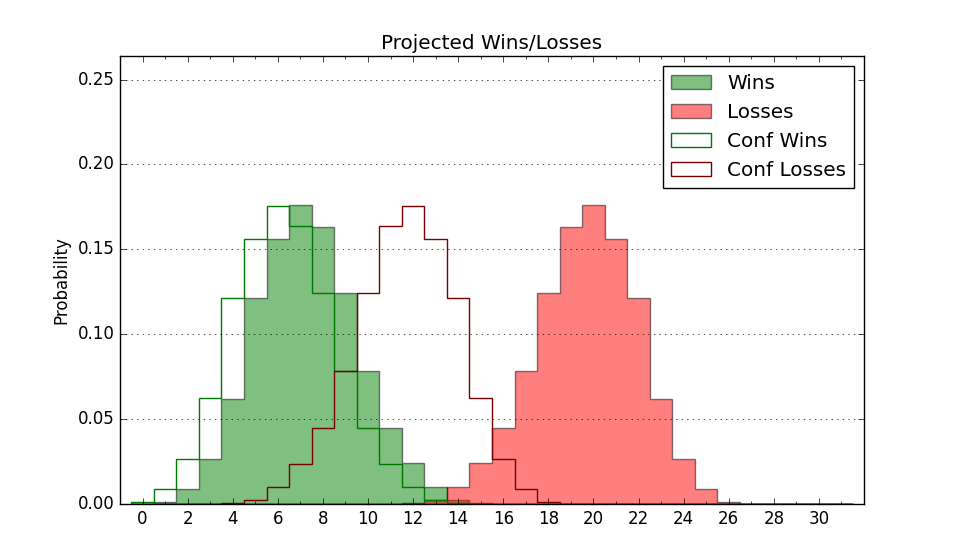 Projected Wins/Losses
Wins
Losses
Conf Wins
Conf Losses
Probability
0.25
0.20
0.15
0.10
0.05
0.00
0 2 4 6 8 10 12 14 16 18 20 22 24 26 28 30